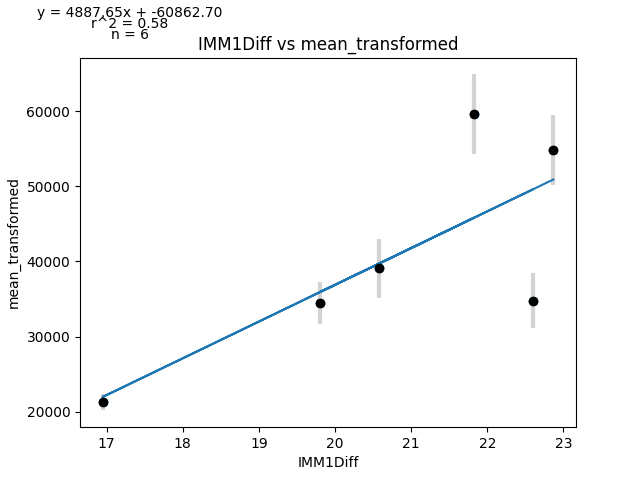 y = 4887.65x + -60862.70
r^2 = 0.58
n = 6
IMM1Diff vs mean_transformed
60000
50000
40000
30000
20000
mean_transformed
17 18 19 20 21 22 23
IMM1Diff